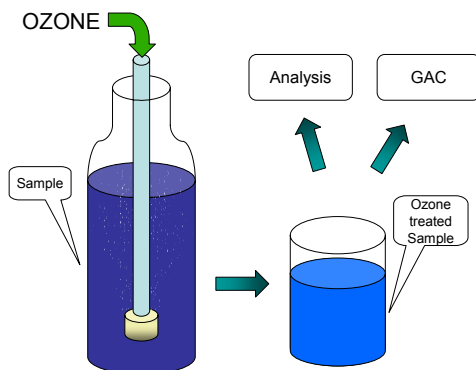 OZONE
Analysis
GAC
Sample
Ozone
treated
Sample